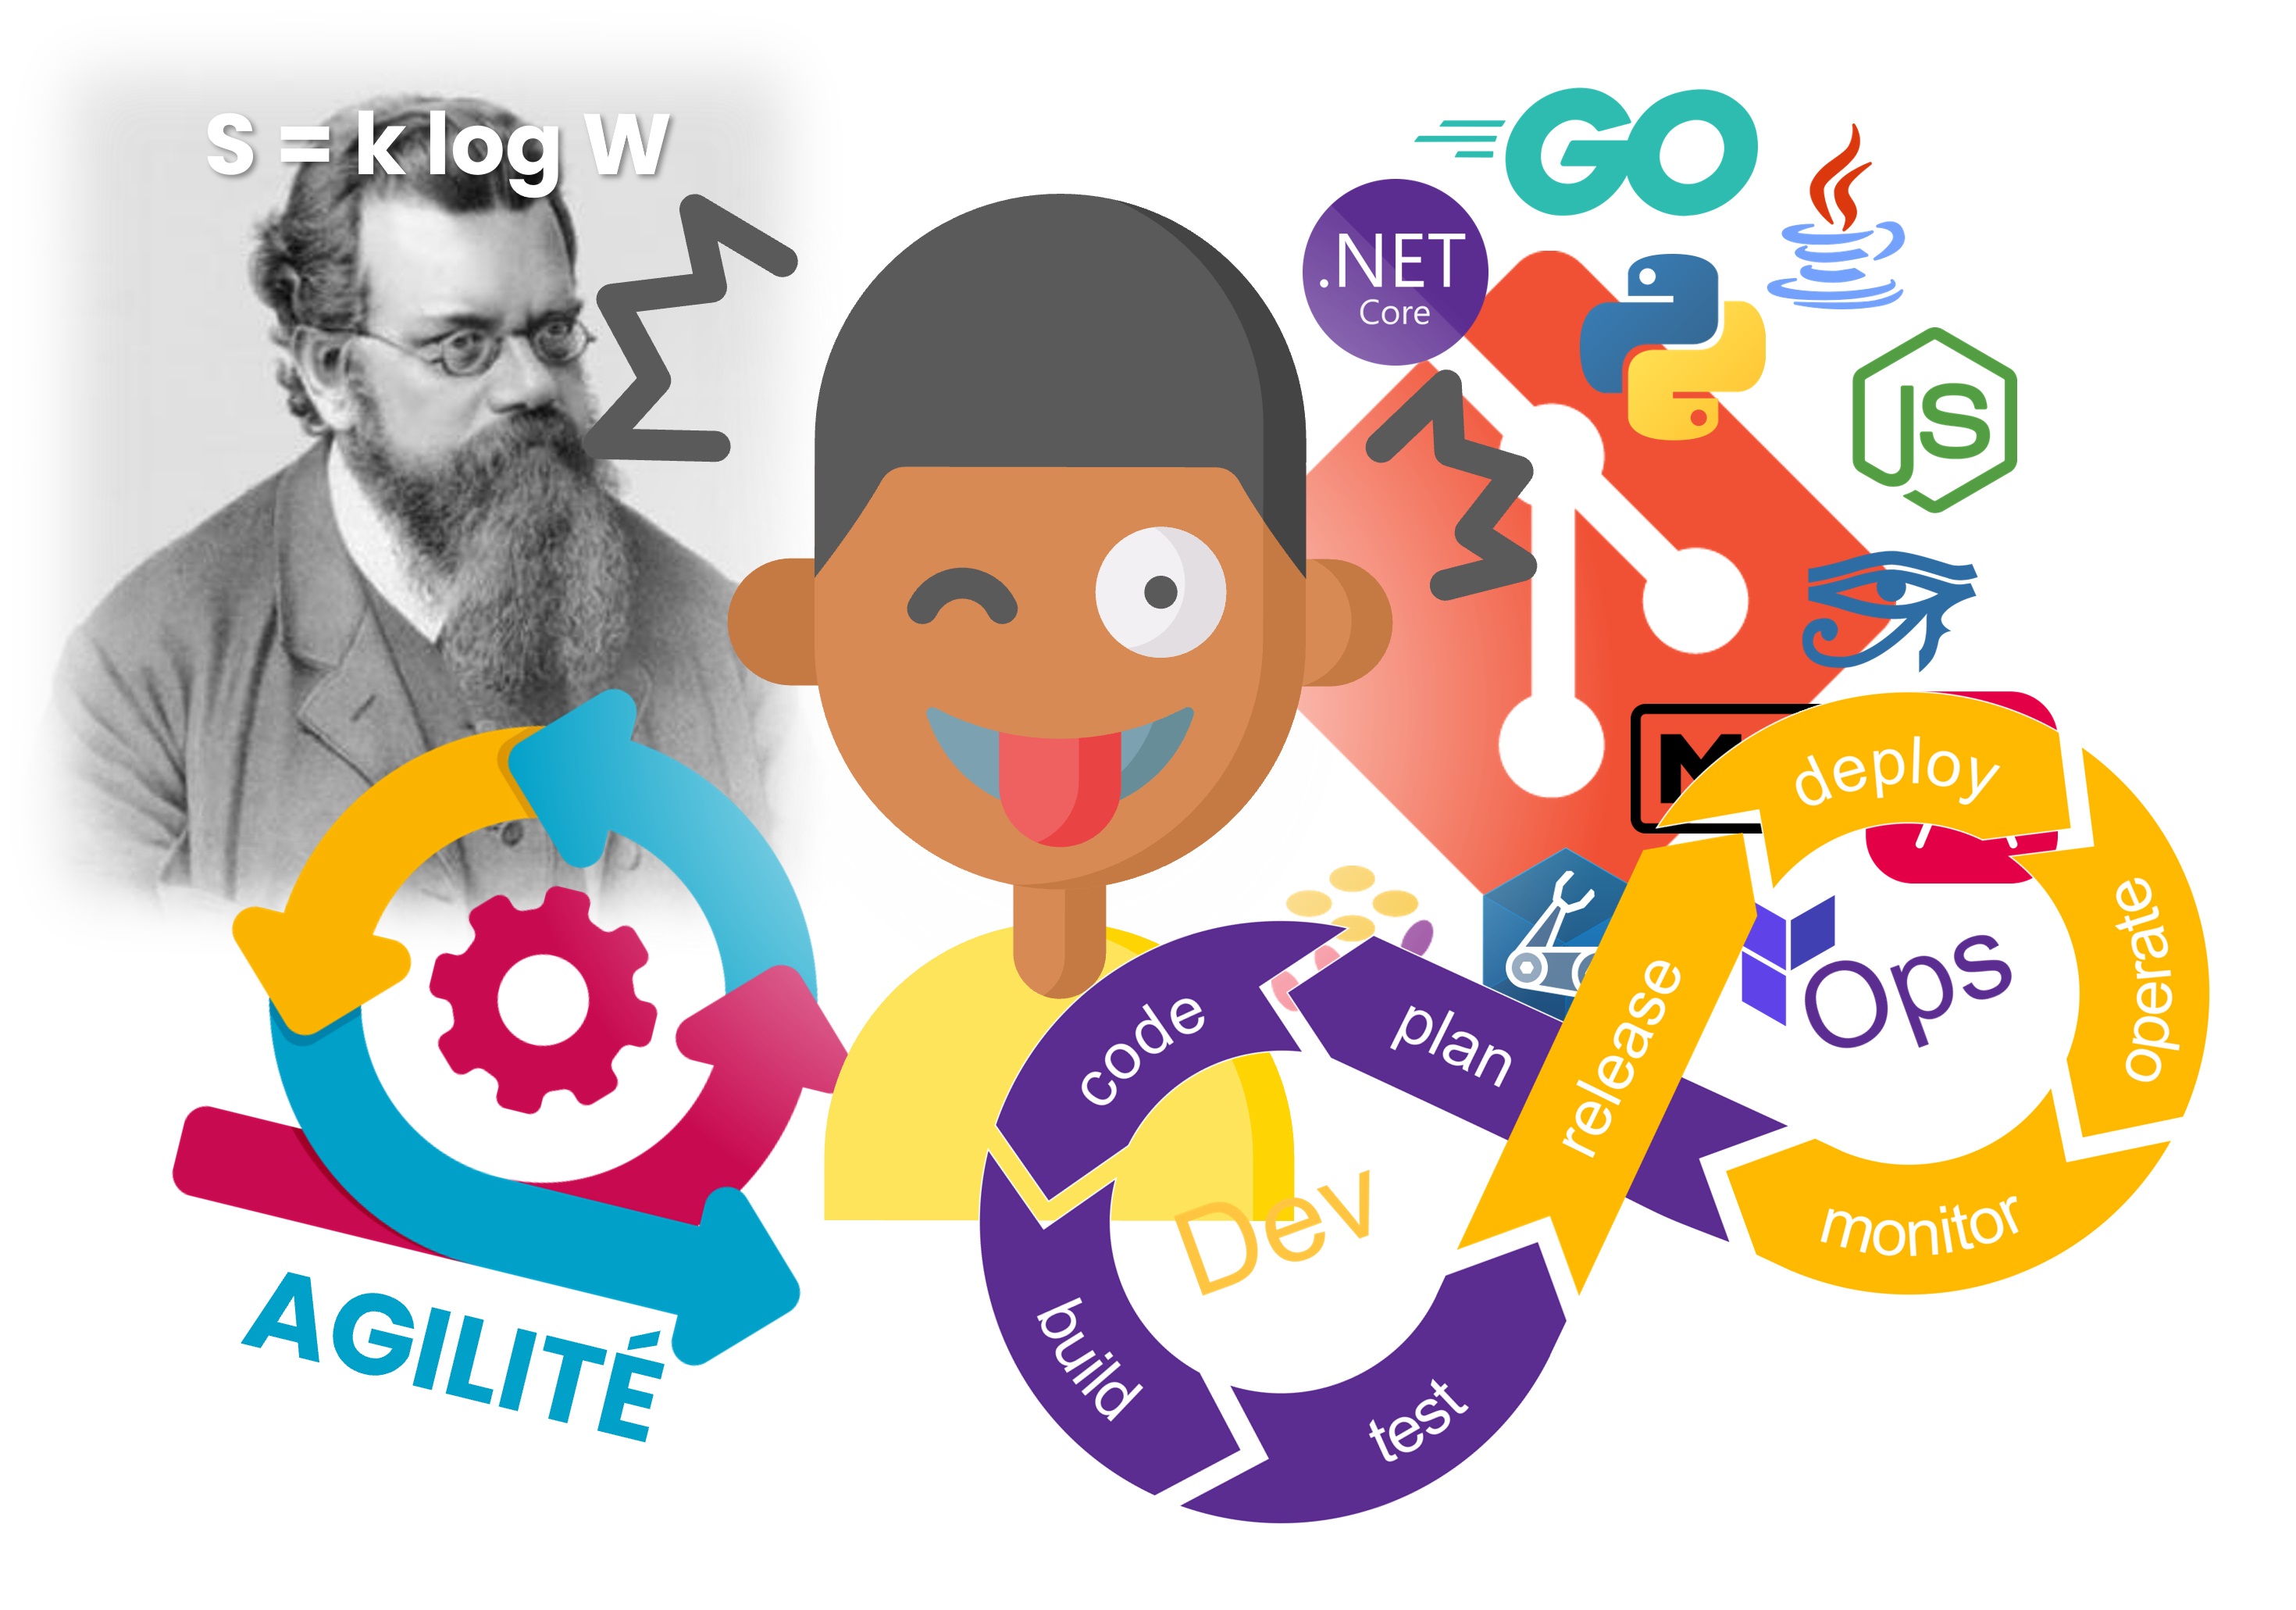 S = k log W
GO
.NET
Core
JS
M
deploy
operate
Ops
release
plan
code
monitor
Dev
build
test
AGILITÉ